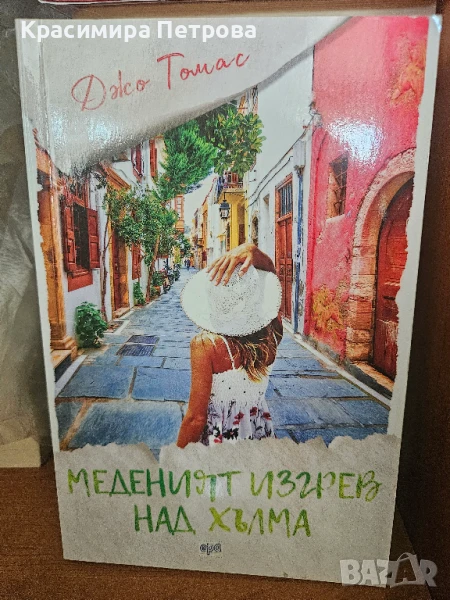 Красимира Петрова
Джо Томас
МЕДЕНИЯТ ИЗГРЕВ
НАД ХЪЛМА
ера
BAZAR